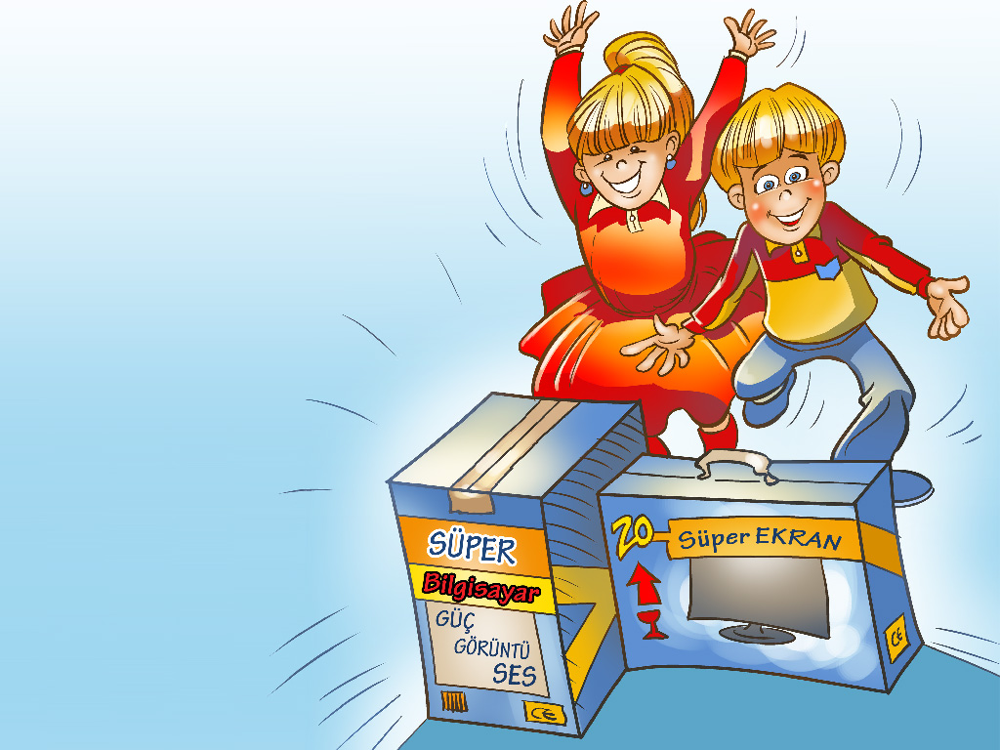 SÜPER
Bilgisayar
GÜÇ
GÖRÜNTÜ
SES
CE
20
Süper EKRAN
CE